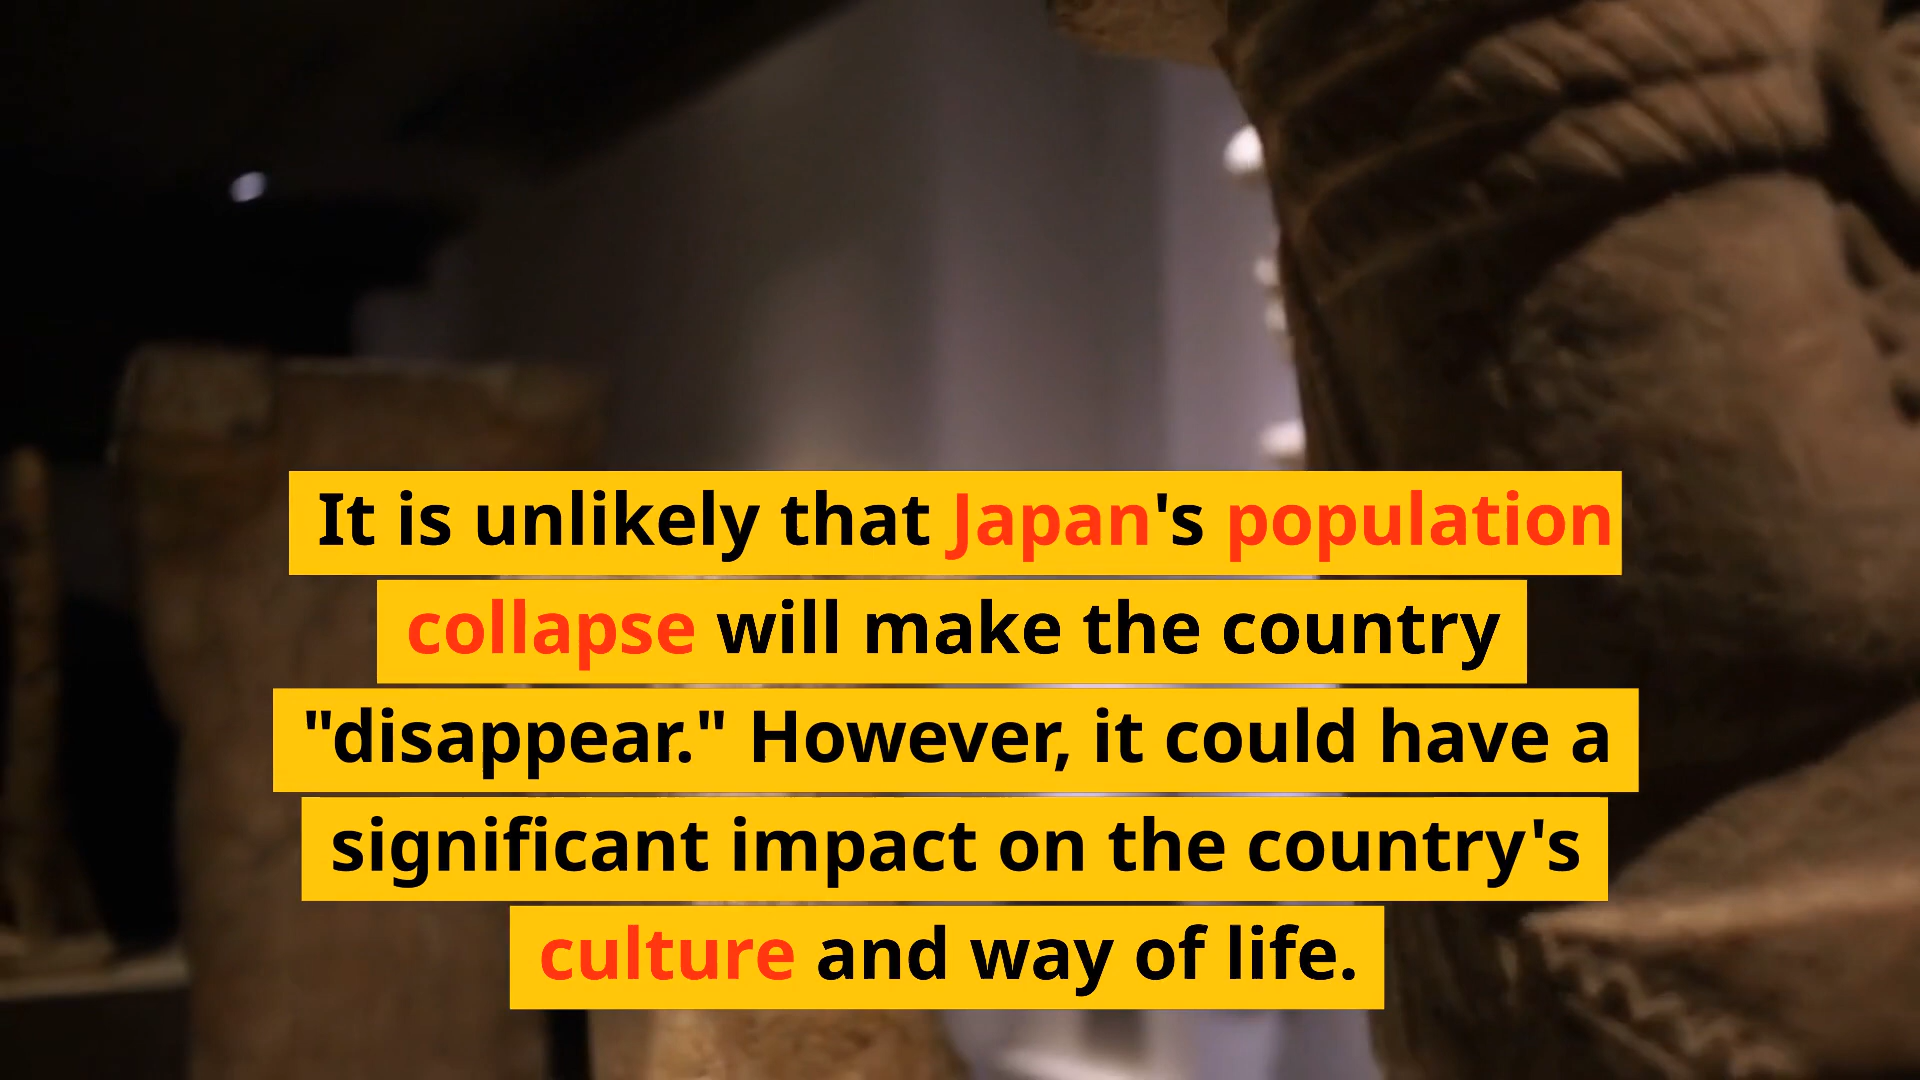 It is unlikely that Japan's population
collapse will make the country
"disappear." However, it could have a
significant impact on the country's
culture and way of life.